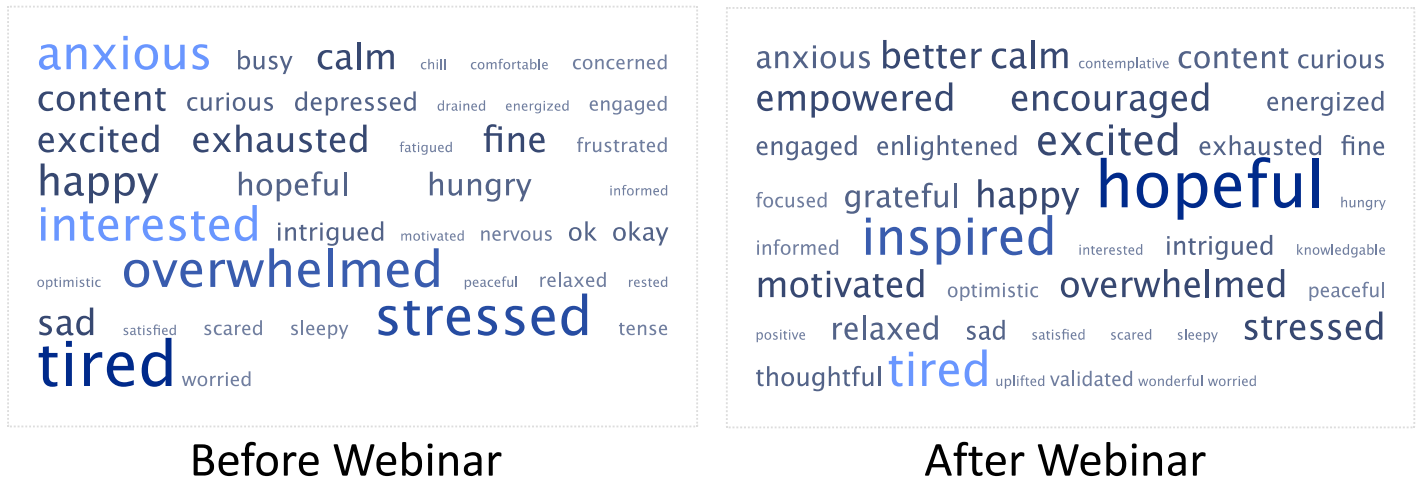 anxious busy calm chill comfortable concerned
content curious depressed drained energized engaged
excited exhausted fatigued fine frustrated
happy hopeful hungry informed
interested intrigued motivated nervous ok okay
optimistic overwhelmed peaceful relaxed rested
sad satisfied scared sleepy stressed tense
tired worried
Before Webinar
anxious better calm contemplative content curious
empowered encouraged energized
engaged enlightened excited exhausted fine
focused grateful happy hopeful hungry
informed inspired interested intrigued knowledgable
motivated optimistic overwhelmed peaceful
positive relaxed sad satisfied scared sleepy stressed
thoughtful tired uplifted validated wonderful worried
After Webinar